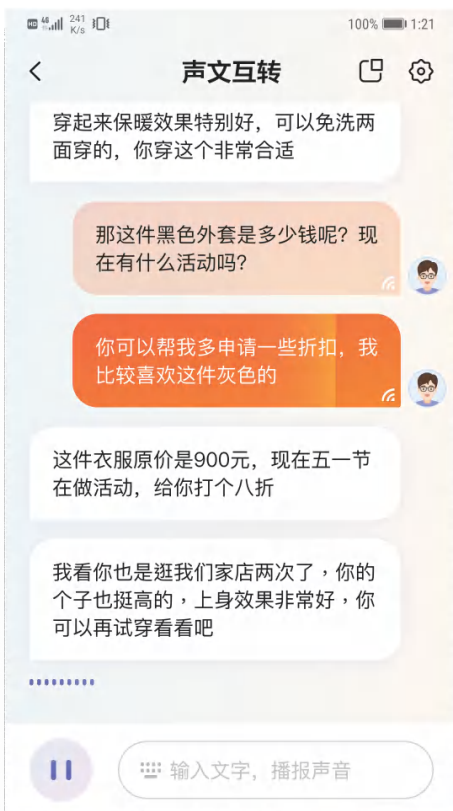 HD 46 241 K/s 100% 1:21
声文互转
穿起来保暖效果特别好，可以免洗两
面穿的，你穿这个非常合适
那这件黑色外套是多少钱呢？现
在有什么活动吗？
你可以帮我多申请一些折扣，我
比较喜欢这件灰色的
这件衣服原价是900元，现在五一节
在做活动，给你打个八折
我看你也是逛我们家店两次了，你的
个子也挺高的，上身效果非常好，你
可以再试穿看看吧
输入文字，播报声音